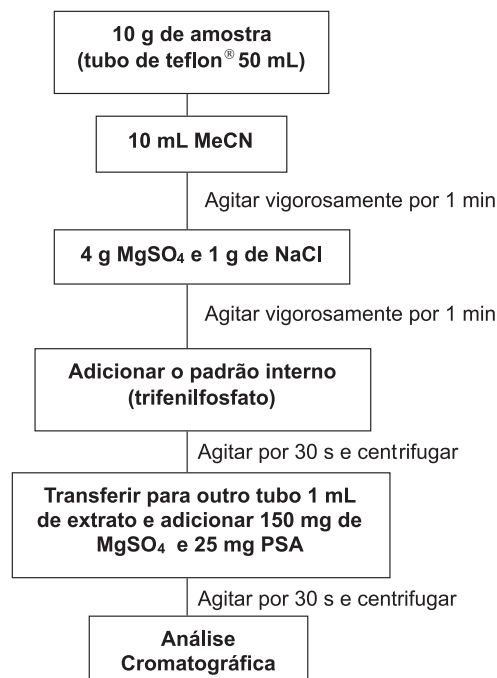 10 g de amostra
(tubo de teflon® 50 mL)
10 mL MeCN
Agitar vigorosamente por 1 min
4 g MgSO₄ e 1 g de NaCl
Agitar vigorosamente por 1 min
Adicionar o padrão interno
(trifenilfosfato)
Agitar por 30 s e centrifugar
Transferir para outro tubo 1 mL
de extrato e adicionar 150 mg de
MgSO₄ e 25 mg PSA
Agitar por 30 s e centrifugar
Análise
Cromatográfica